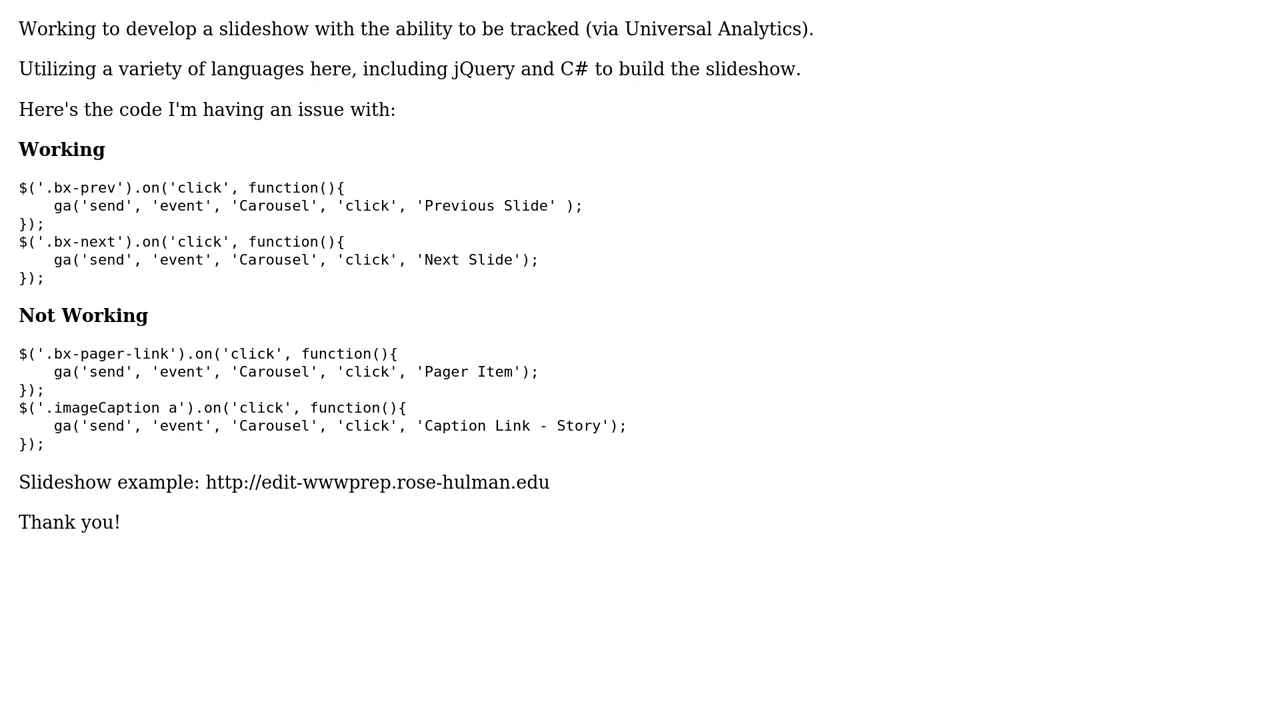 Working to develop a slideshow with the ability to be tracked (via Universal Analytics).
Utilizing a variety of languages here, including jQuery and C# to build the slideshow.
Here's the code I'm having an issue with:
Working
$('.bx-prev').on('click', function(){
    ga('send', 'event', 'Carousel', 'click', 'Previous Slide' );
});
$('.bx-next').on('click', function(){
    ga('send', 'event', 'Carousel', 'click', 'Next Slide');
});
Not Working
$('.bx-pager-link').on('click', function(){
    ga('send', 'event', 'Carousel', 'click', 'Pager Item');
});
$('.imageCaption a').on('click', function(){
    ga('send', 'event', 'Carousel', 'click', 'Caption Link - Story');
});
Slideshow example: http://edit-wwwprep.rose-hulman.edu
Thank you!